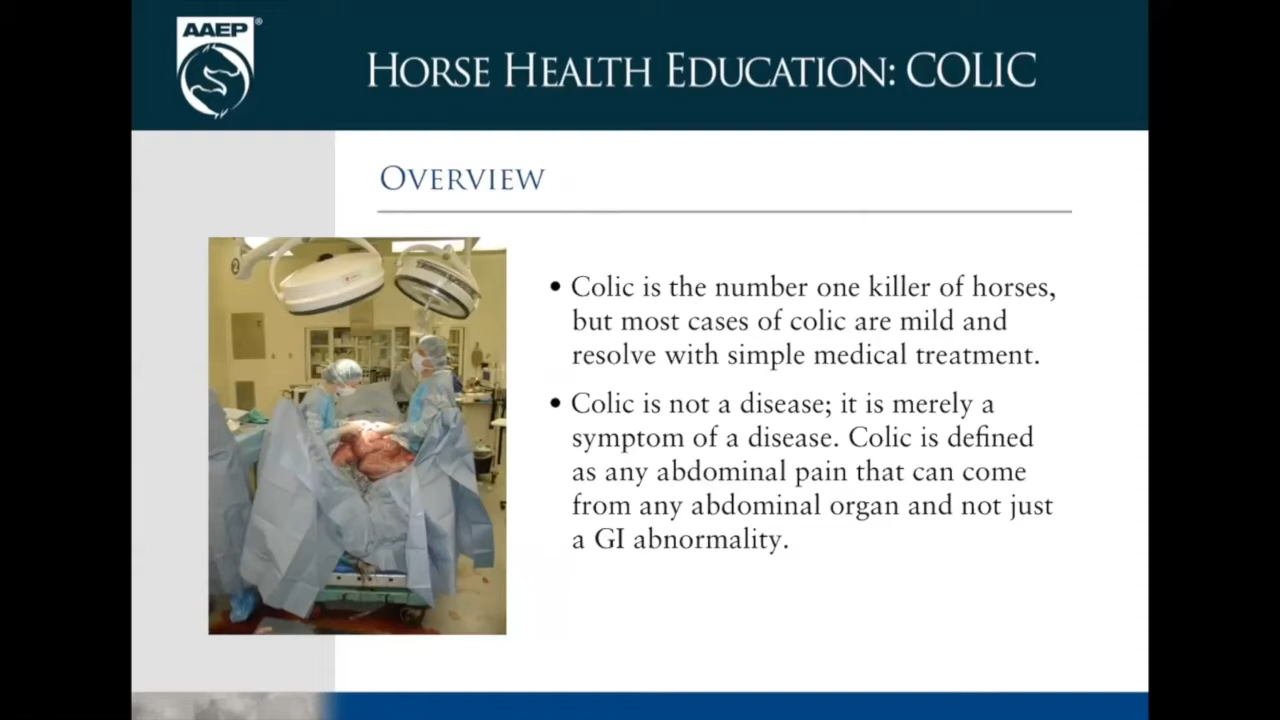 AAEP®
HORSE HEALTH EDUCATION: COLIC
OVERVIEW
2
• Colic is the number one killer of horses,
but most cases of colic are mild and
resolve with simple medical treatment.
• Colic is not a disease; it is merely a
symptom of a disease. Colic is defined
as any abdominal pain that can come
from any abdominal organ and not just
a GI abnormality.